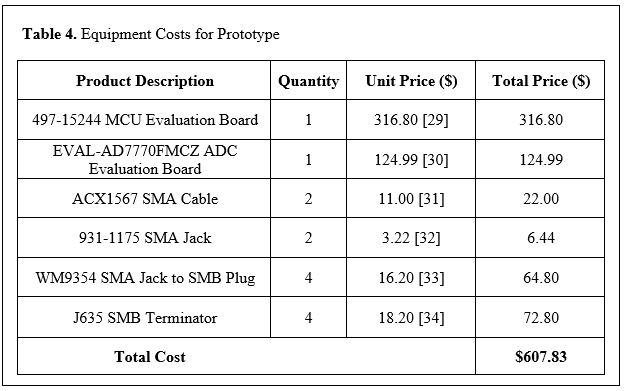 Table 4. Equipment Costs for Prototype
Product Description Quantity Unit Price ($) Total Price ($)
497-15244 MCU Evaluation Board 1 316.80 [29] 316.80
EVAL-AD7770FMCZ ADC
Evaluation Board 1 124.99 [30] 124.99
ACX1567 SMA Cable 2 11.00 [31] 22.00
931-1175 SMA Jack 2 3.22 [32] 6.44
WM9354 SMA Jack to SMB Plug 4 16.20 [33] 64.80
J635 SMB Terminator 4 18.20 [34] 72.80
Total Cost $607.83